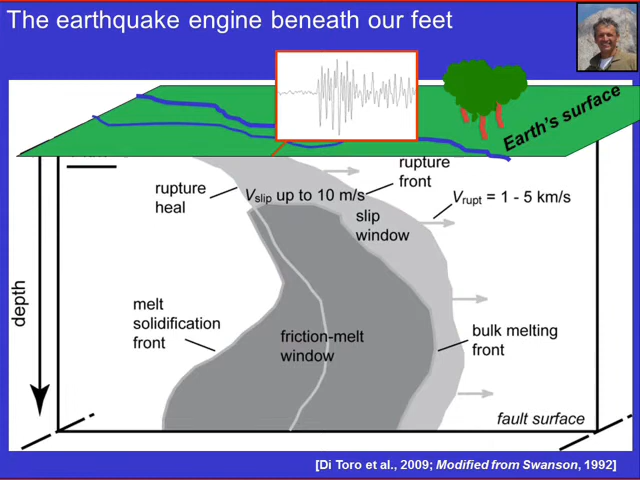 The earthquake engine beneath our feet
Earth's surface
rupture
front
rupture
heal
Vslip up to 10 m/s
Vrupt = 1 - 5 km/s
slip
window
depth
melt
solidification
front
friction-melt
window
bulk melting
front
fault surface
[Di Toro et al., 2009; Modified from Swanson, 1992]